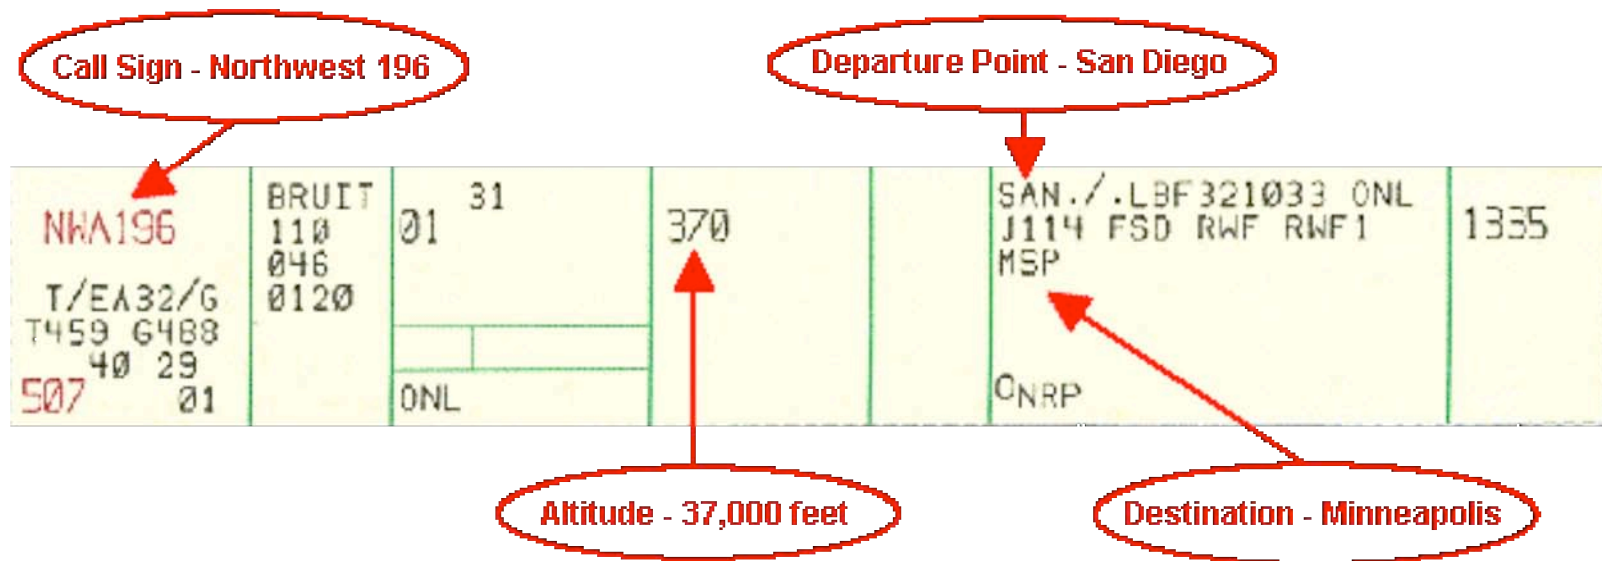 Call Sign - Northwest 196
Departure Point - San Diego
NWA196
T/EA32/G
T459 G488
40 29
507 01
BRUIT
110
046
0120
31
01
ONL
370
SAN./.LBF321033 ONL
J114 FSD RWF RWF1
MSP
ONRP
1335
Altitude - 37,000 feet
Destination - Minneapolis